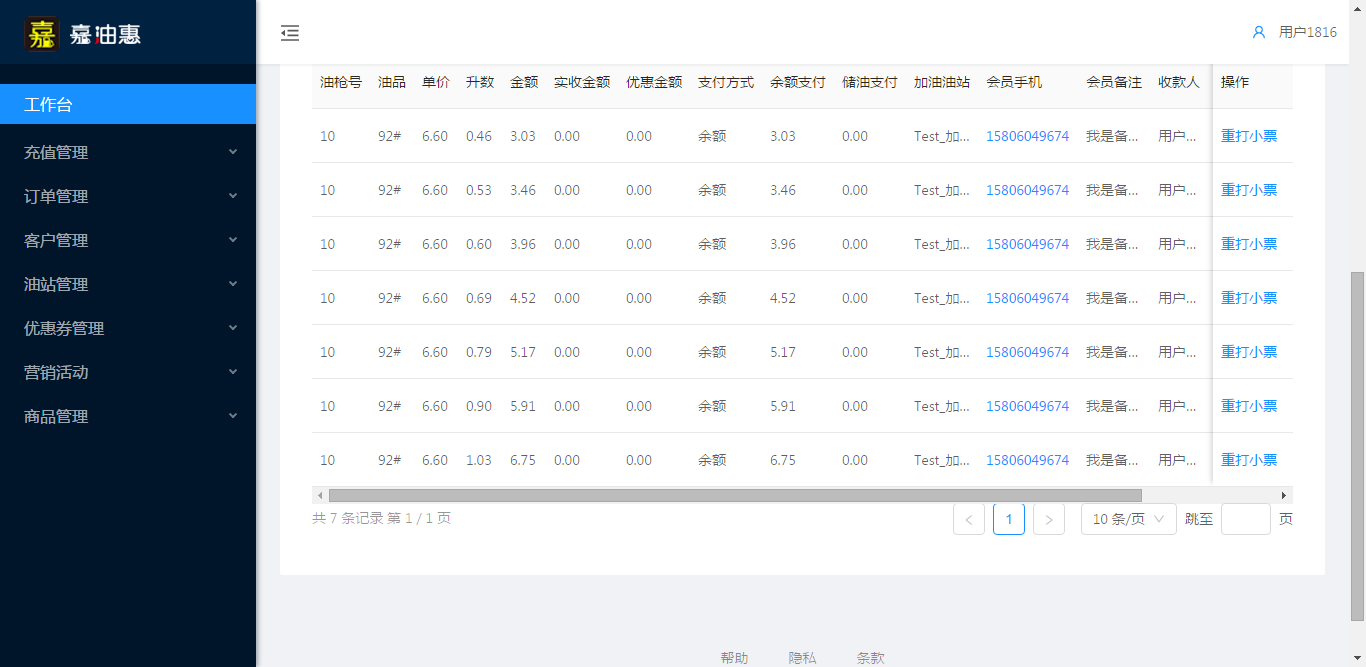 嘉 嘉油惠
用户1816
工作台
充值管理
订单管理
客户管理
油站管理
优惠券管理
营销活动
商品管理
油枪号 油品 单价 升数 金额 实收金额 优惠金额 支付方式 余额支付 储油支付 加油油站 会员手机 会员备注 收款人 操作
10 92# 6.60 0.46 3.03 0.00 0.00 余额 3.03 0.00 Test_加... 15806049674 我是备... 用户... 重打小票
10 92# 6.60 0.53 3.46 0.00 0.00 余额 3.46 0.00 Test_加... 15806049674 我是备... 用户... 重打小票
10 92# 6.60 0.60 3.96 0.00 0.00 余额 3.96 0.00 Test_加... 15806049674 我是备... 用户... 重打小票
10 92# 6.60 0.69 4.52 0.00 0.00 余额 4.52 0.00 Test_加... 15806049674 我是备... 用户... 重打小票
10 92# 6.60 0.79 5.17 0.00 0.00 余额 5.17 0.00 Test_加... 15806049674 我是备... 用户... 重打小票
10 92# 6.60 0.90 5.91 0.00 0.00 余额 5.91 0.00 Test_加... 15806049674 我是备... 用户... 重打小票
10 92# 6.60 1.03 6.75 0.00 0.00 余额 6.75 0.00 Test_加... 15806049674 我是备... 用户... 重打小票
共 7 条记录 第 1 / 1 页 < 1 > 10 条/页 跳至 页
帮助 隐私 条款